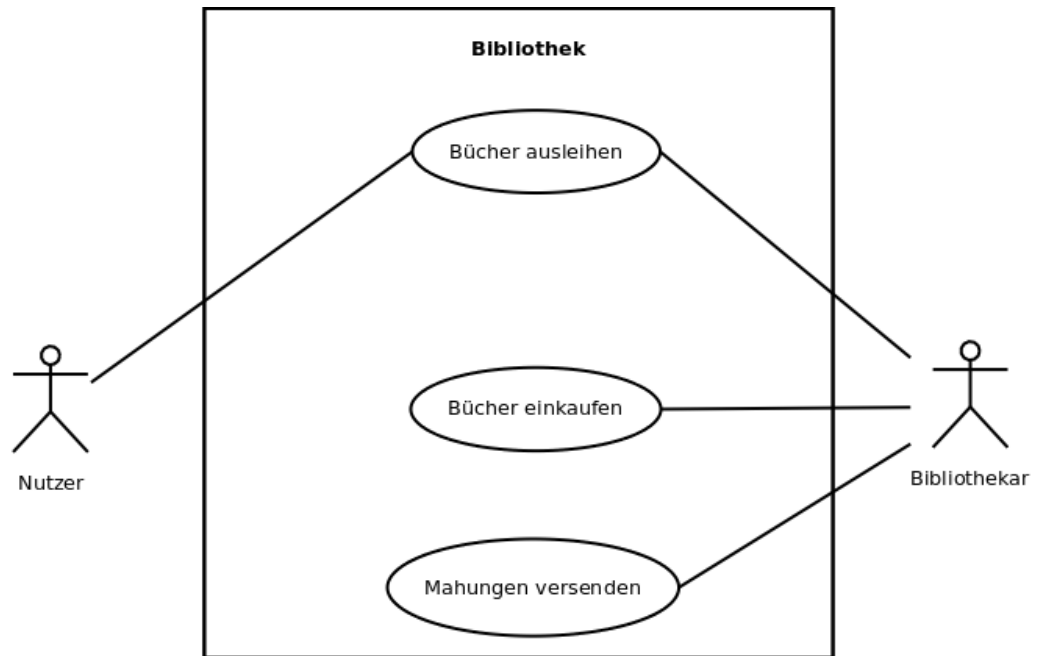 Bibliothek
Bücher ausleihen
Bücher einkaufen
Nutzer
Bibliothekar
Mahungen versenden